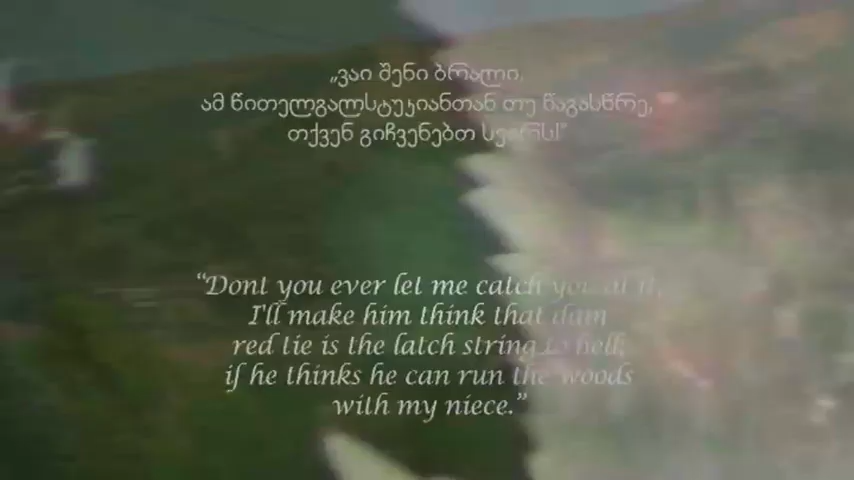 „ვაი შენი ბრალი,
ამ წითელგალსტუკიანთან თუ წაგასწრე,
თქვენ გიჩვენებთ სეირს!"
“Dont you ever let me catch you at it,
I'll make him think that dam
red tie is the latch string to hell,
if he thinks he can run the woods
with my niece.”